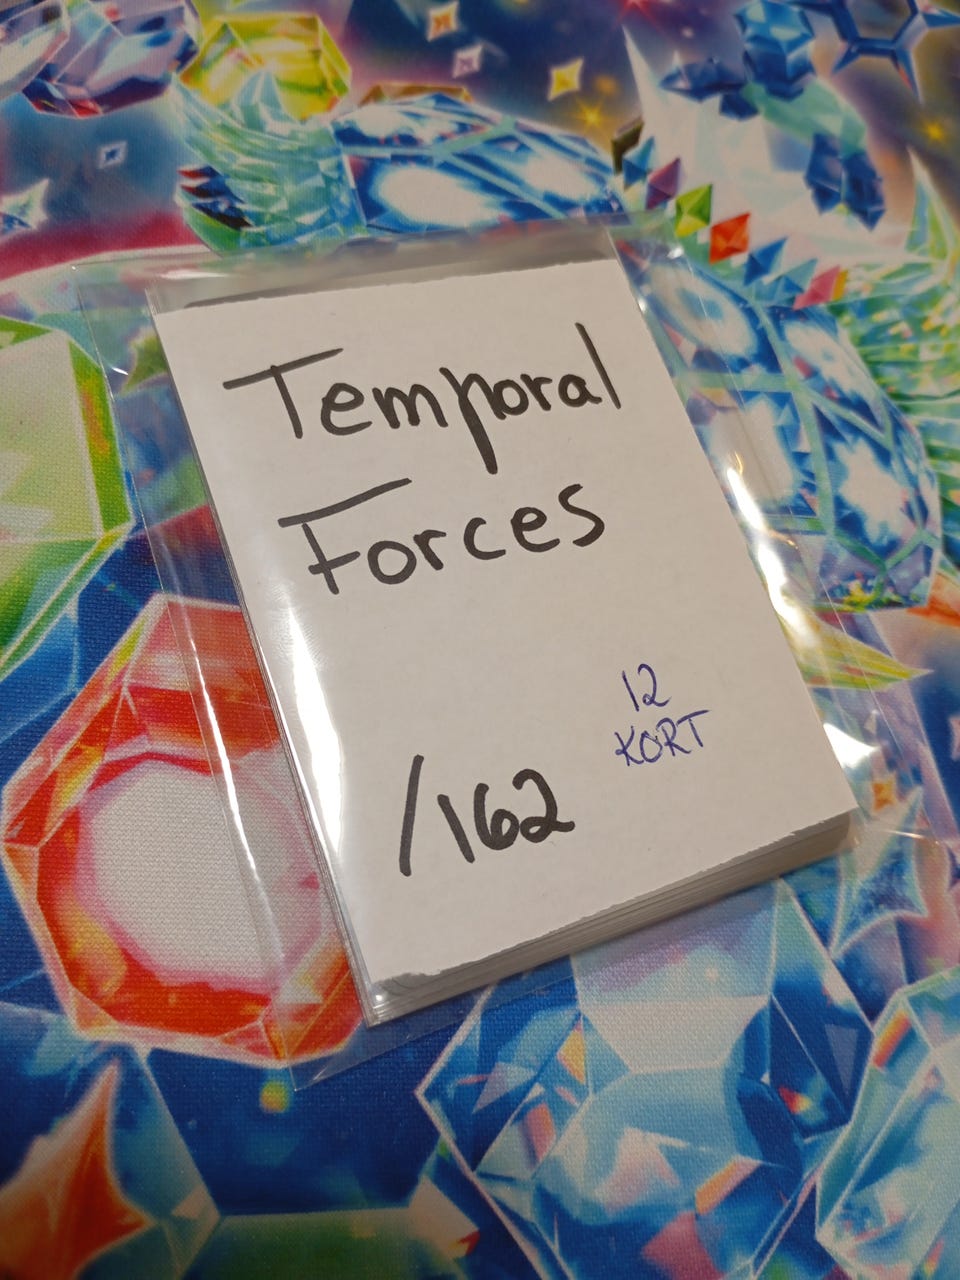 Temporal
Forces
12
KORT
/162